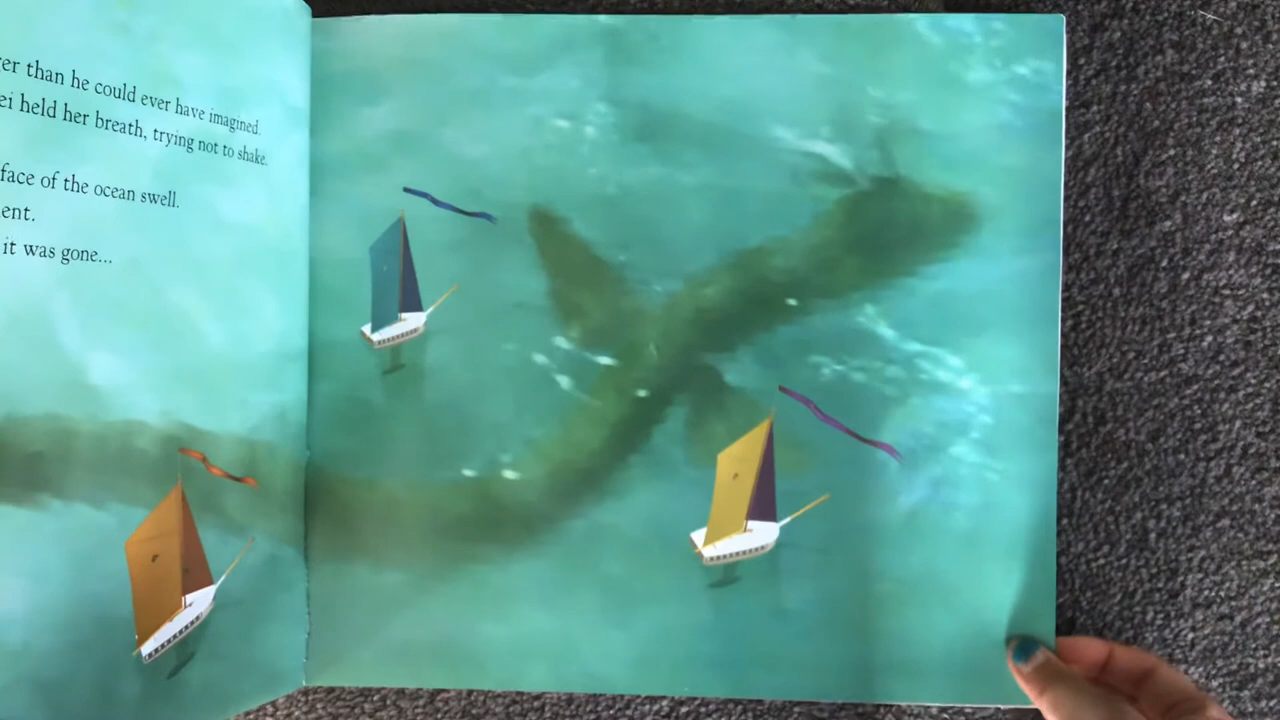 er than he could ever have imagined.
ei held her breath, trying not to shake.
face of the ocean swell.
ent.
it was gone...